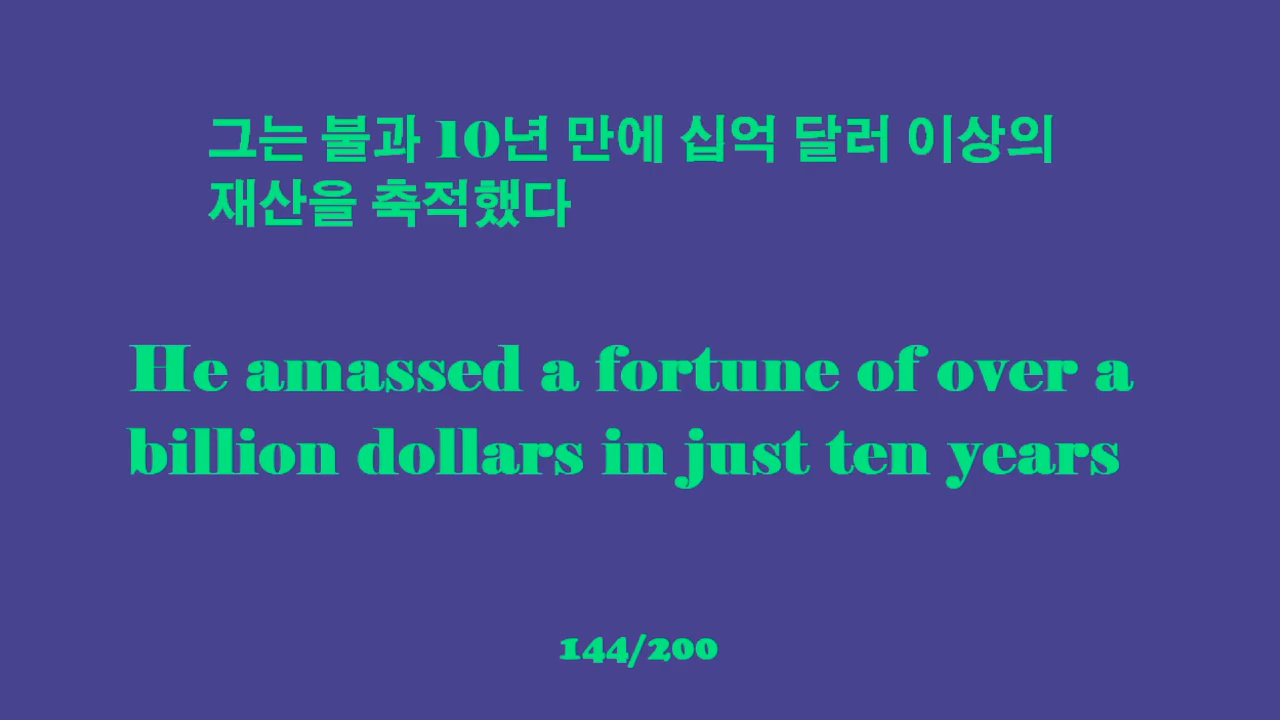 그는 불과 10년 만에 십억 달러 이상의
재산을 축적했다
He amassed a fortune of over a
billion dollars in just ten years
144/200